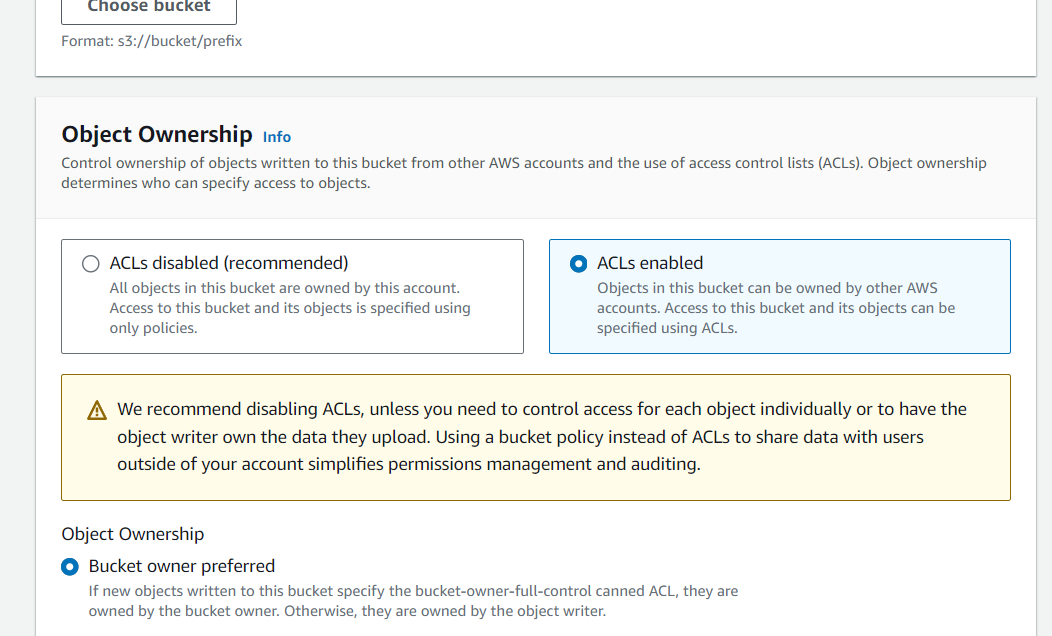 Choose bucket
Format: s3://bucket/prefix
Object Ownership Info
Control ownership of objects written to this bucket from other AWS accounts and the use of access control lists (ACLs). Object ownership
determines who can specify access to objects.
ACLs disabled (recommended)
All objects in this bucket are owned by this account.
Access to this bucket and its objects is specified using
only policies.
ACLs enabled
Objects in this bucket can be owned by other AWS
accounts. Access to this bucket and its objects can be
specified using ACLs.
We recommend disabling ACLs, unless you need to control access for each object individually or to have the
object writer own the data they upload. Using a bucket policy instead of ACLs to share data with users
outside of your account simplifies permissions management and auditing.
Object Ownership
Bucket owner preferred
If new objects written to this bucket specify the bucket-owner-full-control canned ACL, they are
owned by the bucket owner. Otherwise, they are owned by the object writer.